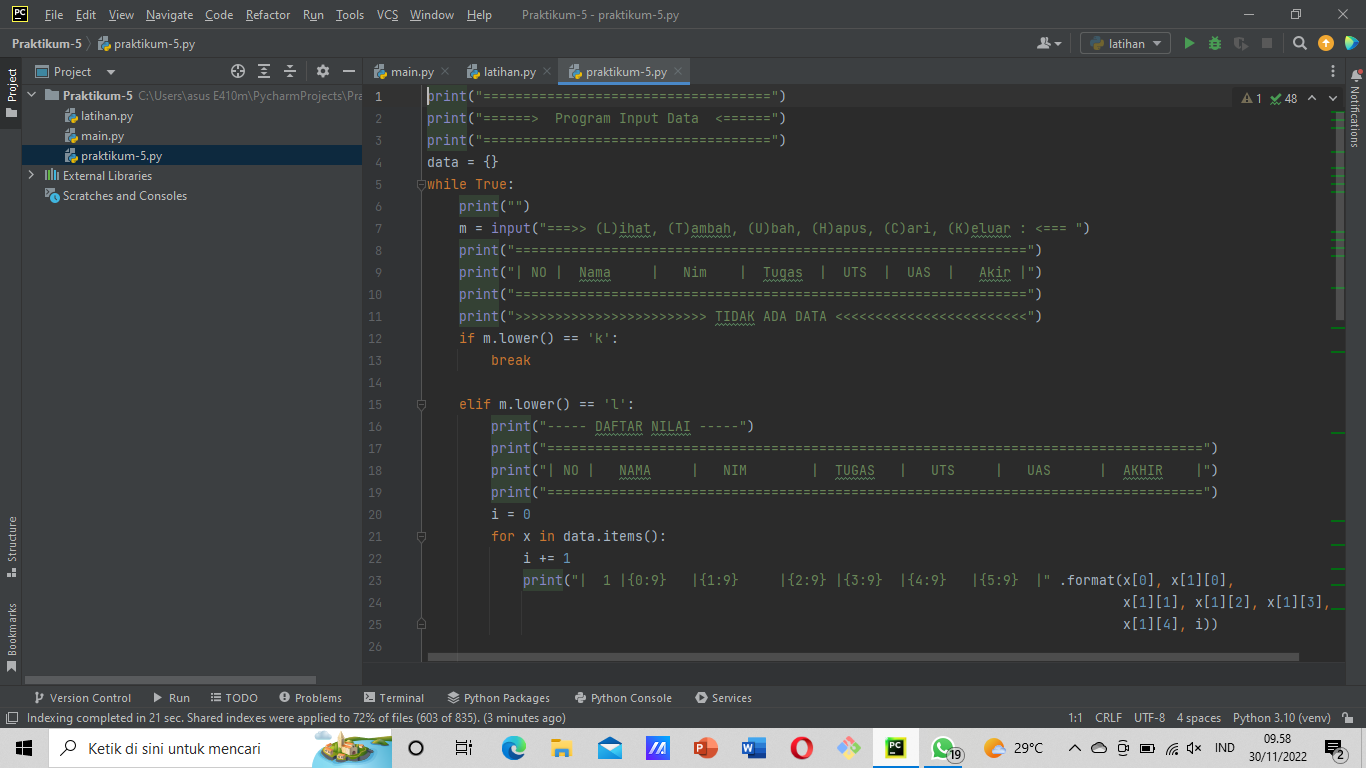 File Edit View Navigate Code Refactor Run Tools VCS Window Help Praktikum-5 - praktikum-5.py
Praktikum-5 praktikum-5.py latihan
Project
Project
main.py latihan.py praktikum-5.py
Praktikum-5 C:\Users\asus E410m\PycharmProjects\Pra
latihan.py
main.py
praktikum-5.py
External Libraries
Scratches and Consoles
1 48
1 print("====================================")
2 print("======>  Program Input Data  <======")
3 print("====================================")
4 data = {}
5 while True:
6     print("")
7     m = input("===>> (L)ihat, (T)ambah, (U)bah, (H)apus, (C)ari, (K)eluar : <=== ")
8     print("================================================================")
9     print("| NO |  Nama     |   Nim    |  Tugas  |  UTS  |  UAS  |   Akir |")
10     print("================================================================")
11     print(">>>>>>>>>>>>>>>>>>>>>>>> TIDAK ADA DATA <<<<<<<<<<<<<<<<<<<<<<<<")
12     if m.lower() == 'k':
13         break
14
15     elif m.lower() == 'l':
16         print("----- DAFTAR NILAI -----")
17         print("==================================================================================")
18         print("| NO |   NAMA     |   NIM        |  TUGAS   |   UTS     |   UAS      |  AKHIR    |")
19         print("==================================================================================")
20         i = 0
21         for x in data.items():
22             i += 1
23             print("|  1 |{0:9}   |{1:9}     |{2:9} |{3:9}  |{4:9}   |{5:9}  |" .format(x[0], x[1][0],
24 x[1][1], x[1][2], x[1][3],
25 x[1][4], i))
26
Notifications
Structure
Bookmarks
Version Control Run TODO Problems Terminal Python Packages Python Console Services
Indexing completed in 21 sec. Shared indexes were applied to 72% of files (603 of 835). (3 minutes ago) 1:1 CRLF UTF-8 4 spaces Python 3.10 (venv)
Ketik di sini untuk mencari 19 29°C IND 09.58
30/11/2022 2